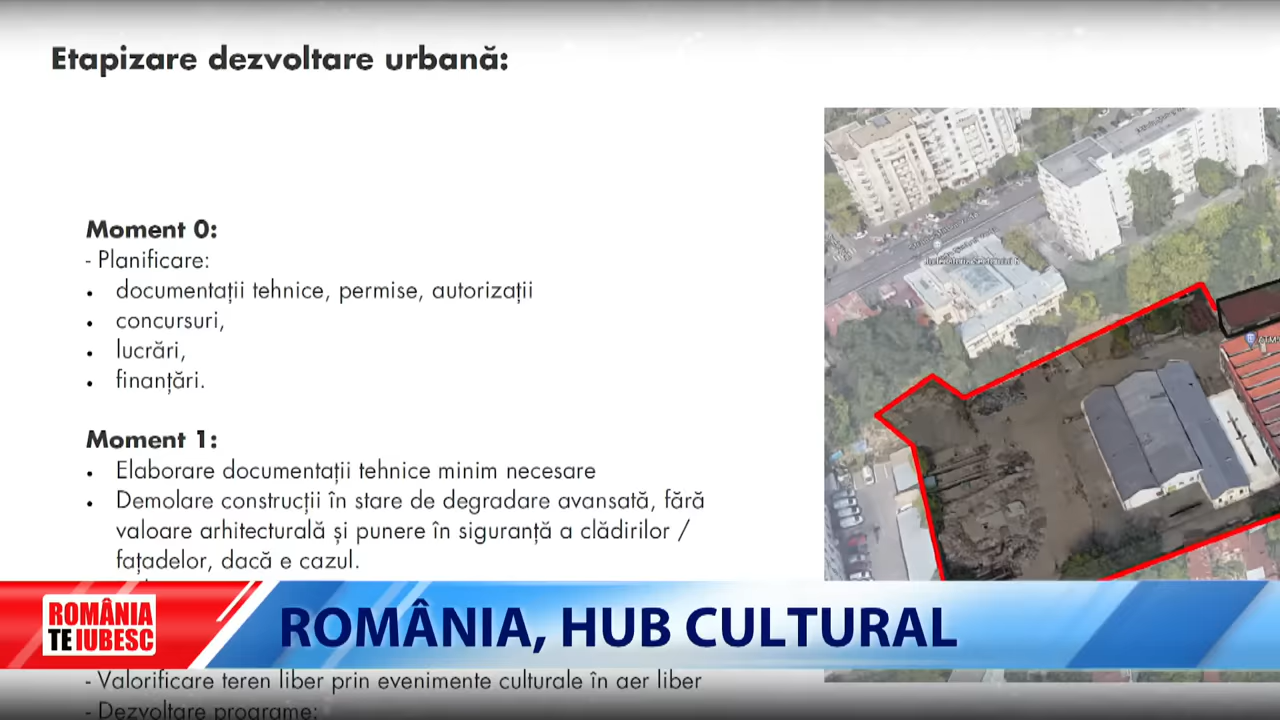 Etapizare dezvoltare urbană:
Moment 0:
- Planificare:
• documentații tehnice, permise, autorizații
• concursuri,
• lucrări,
• finanțări.
Moment 1:
• Elaborare documentații tehnice minim necesare
• Demolare construcții în stare de degradare avansată, fără
valoare arhitecturală și punere în siguranță a clădirilor /
fațadelor, dacă e cazul.
ROMÂNIA
TE IUBESC
ROMÂNIA, HUB CULTURAL
- Valorificare teren liber prin evenimente culturale în aer liber
- Dezvoltare programe: